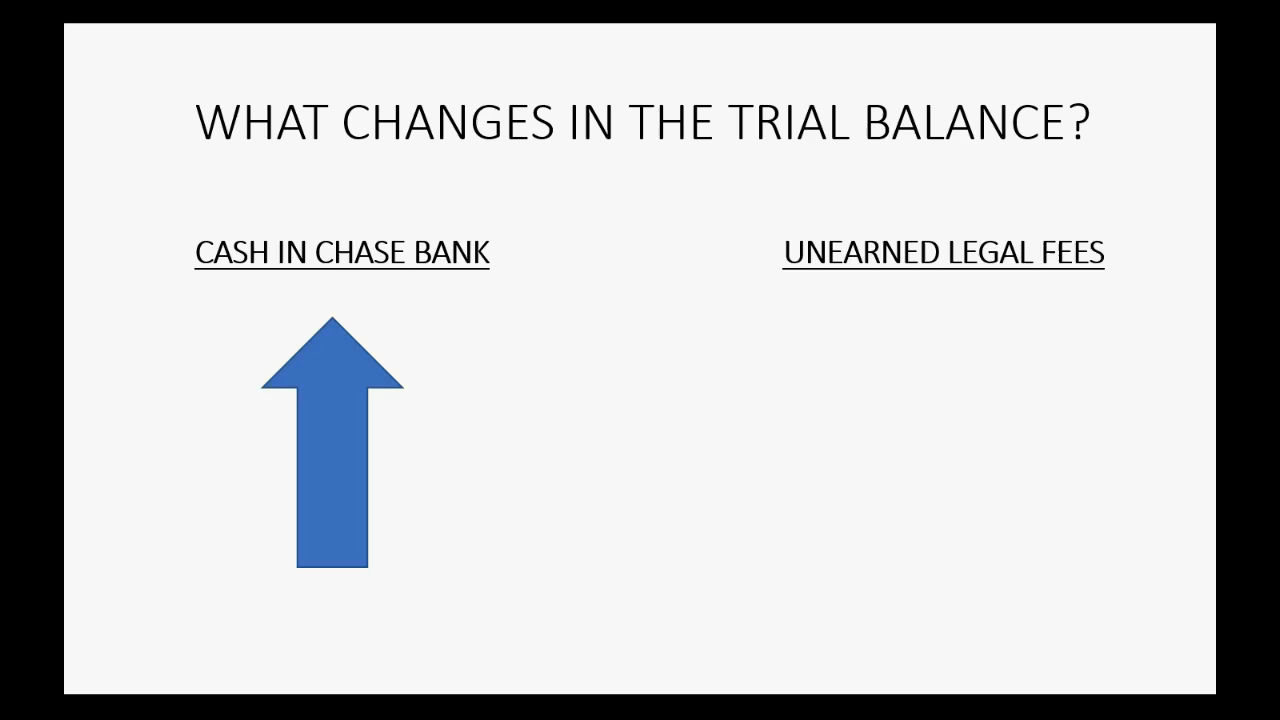 WHAT CHANGES IN THE TRIAL BALANCE?
CASH IN CHASE BANK
UNEARNED LEGAL FEES